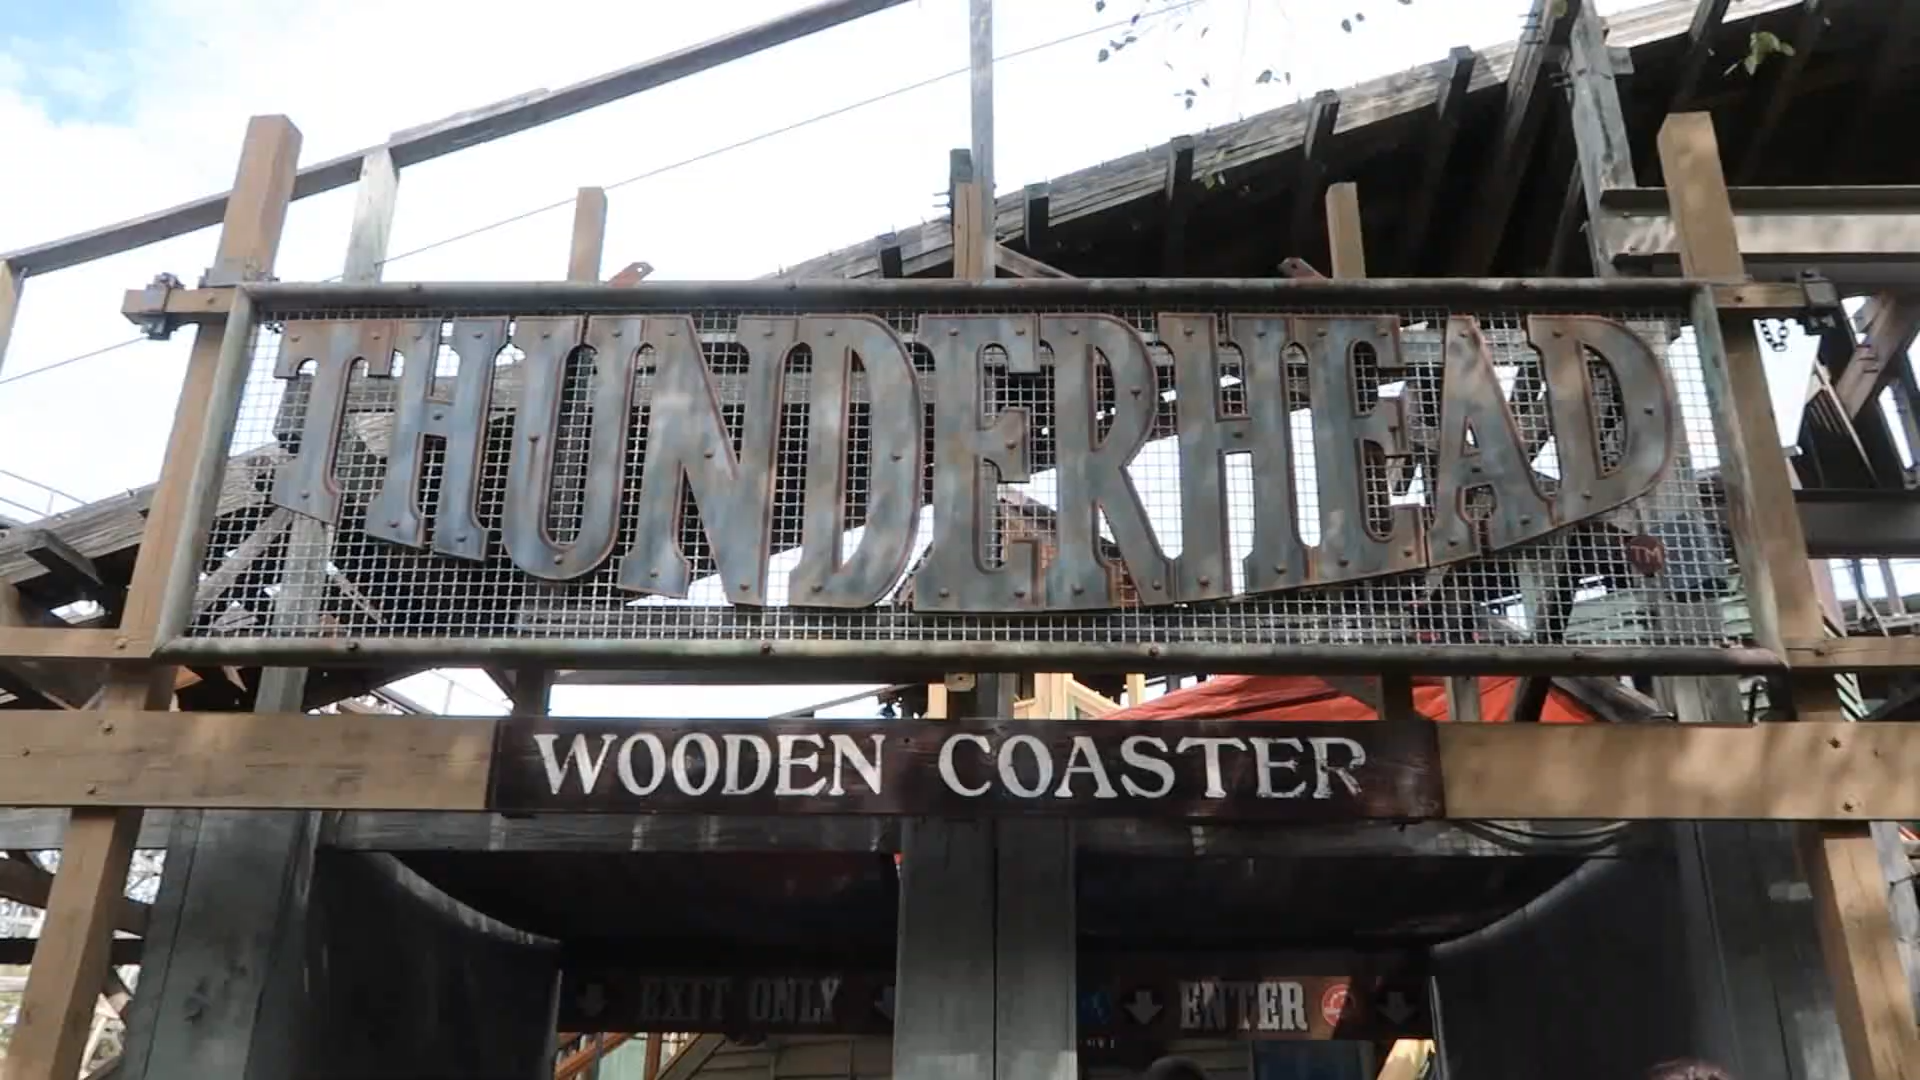 THUNDERHEAD
TM
WOODEN COASTER
EXIT ONLY
ENTER